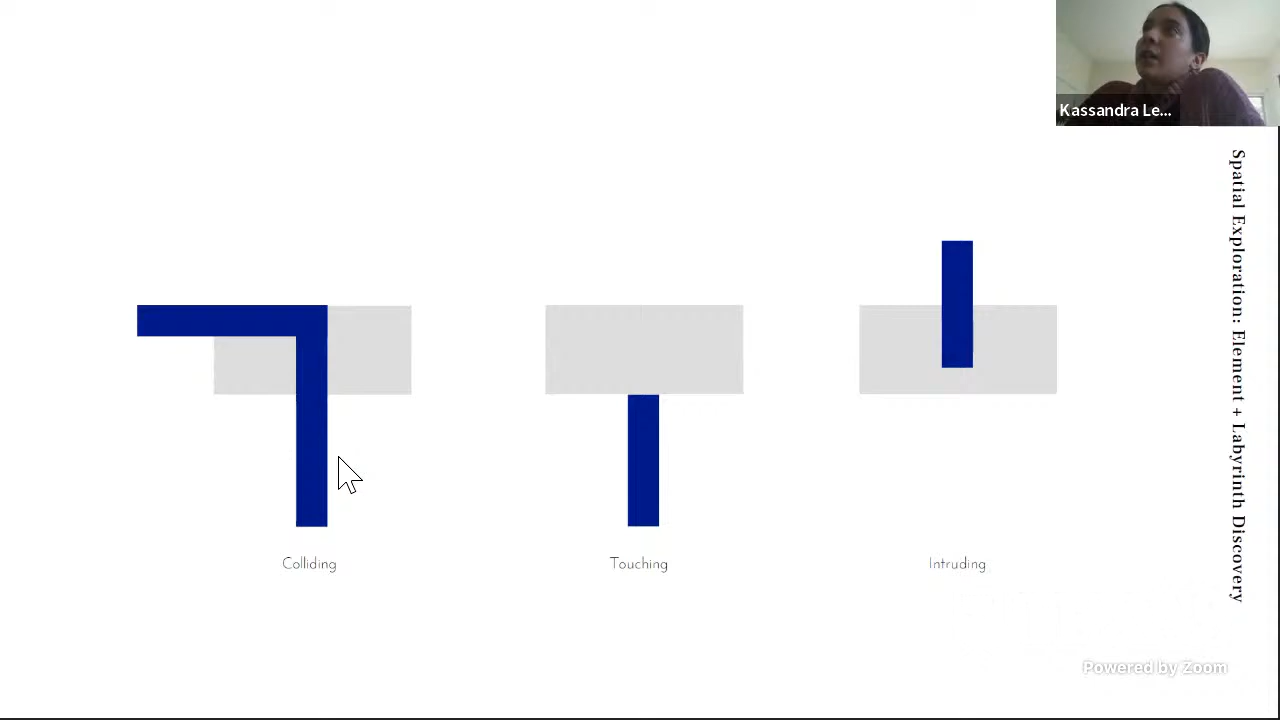 Kassandra Le...
Spatial Exploration: Element + Labyrinth Discovery
Colliding
Touching
Intruding
Powered by Zoom